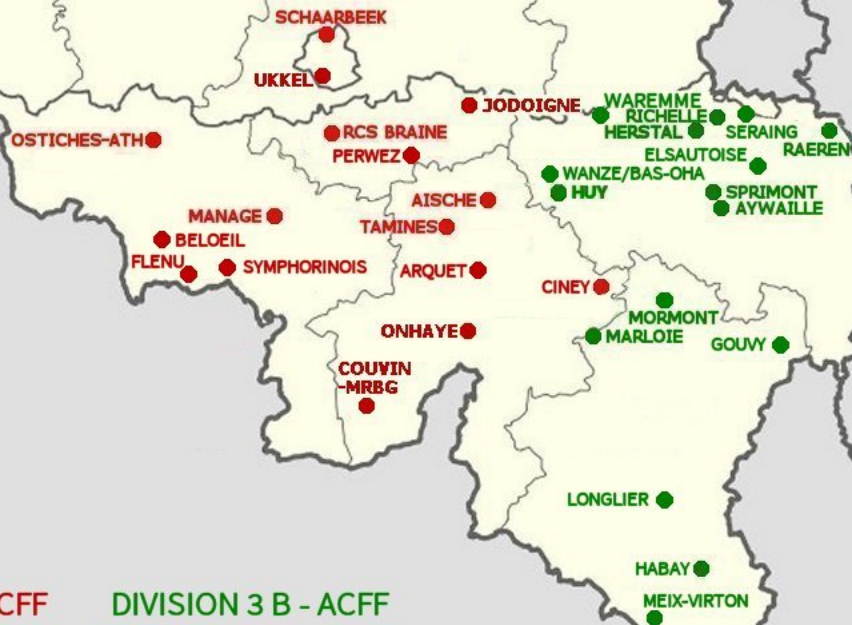 SCHAARBEEK
UKKEL
JODOIGNE
WAREMME
RICHELLE
OSTICHES-ATH
RCS BRAINE
HERSTAL
SERAING
RAEREN
PERWEZ
ELSAUTOISE
WANZE/BAS-OHA
HUY
SPRIMONT
AISCHE
AYWAILLE
MANAGE
TAMINES
BELOEIL
FLENU
SYMPHORINOIS
ARQUET
CINEY
MORMONT
ONHAYE
MARLOIE
GOUVY
COUVIN
-MRBG
LONGLIER
HABAY
MEIX-VIRTON
CFF
DIVISION 3 B - ACFF